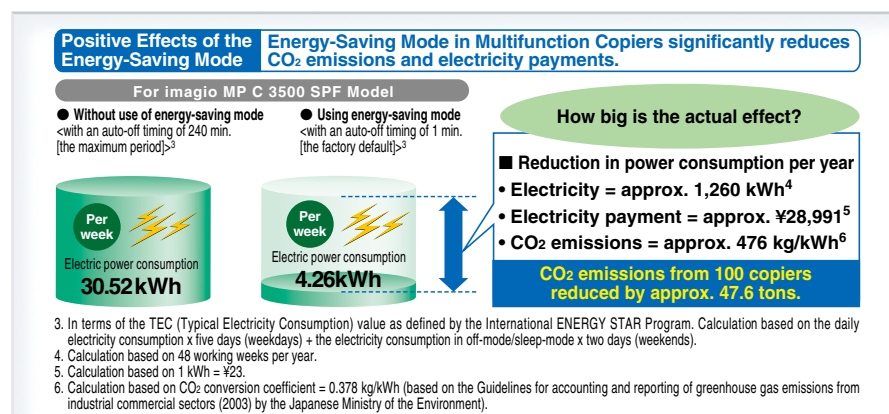 Positive Effects of the
Energy-Saving Mode
Energy-Saving Mode in Multifunction Copiers significantly reduces
CO2 emissions and electricity payments.
For imagio MP C 3500 SPF Model
● Without use of energy-saving mode
<with an auto-off timing of 240 min.
[the maximum period]>3
● Using energy-saving mode
<with an auto-off timing of 1 min.
[the factory default]>3
Per
week
Electric power consumption
30.52kWh
Per
week
Electric power consumption
4.26kWh
How big is the actual effect?
■ Reduction in power consumption per year
• Electricity = approx. 1,260 kWh4
• Electricity payment = approx. ¥28,9915
• CO2 emissions = approx. 476 kg/kWh6
CO2 emissions from 100 copiers
reduced by approx. 47.6 tons.
3. In terms of the TEC (Typical Electricity Consumption) value as defined by the International ENERGY STAR Program. Calculation based on the daily
electricity consumption x five days (weekdays) + the electricity consumption in off-mode/sleep-mode x two days (weekends).
4. Calculation based on 48 working weeks per year.
5. Calculation based on 1 kWh = ¥23.
6. Calculation based on CO2 conversion coefficient = 0.378 kg/kWh (based on the Guidelines for accounting and reporting of greenhouse gas emissions from
industrial commercial sectors (2003) by the Japanese Ministry of the Environment).